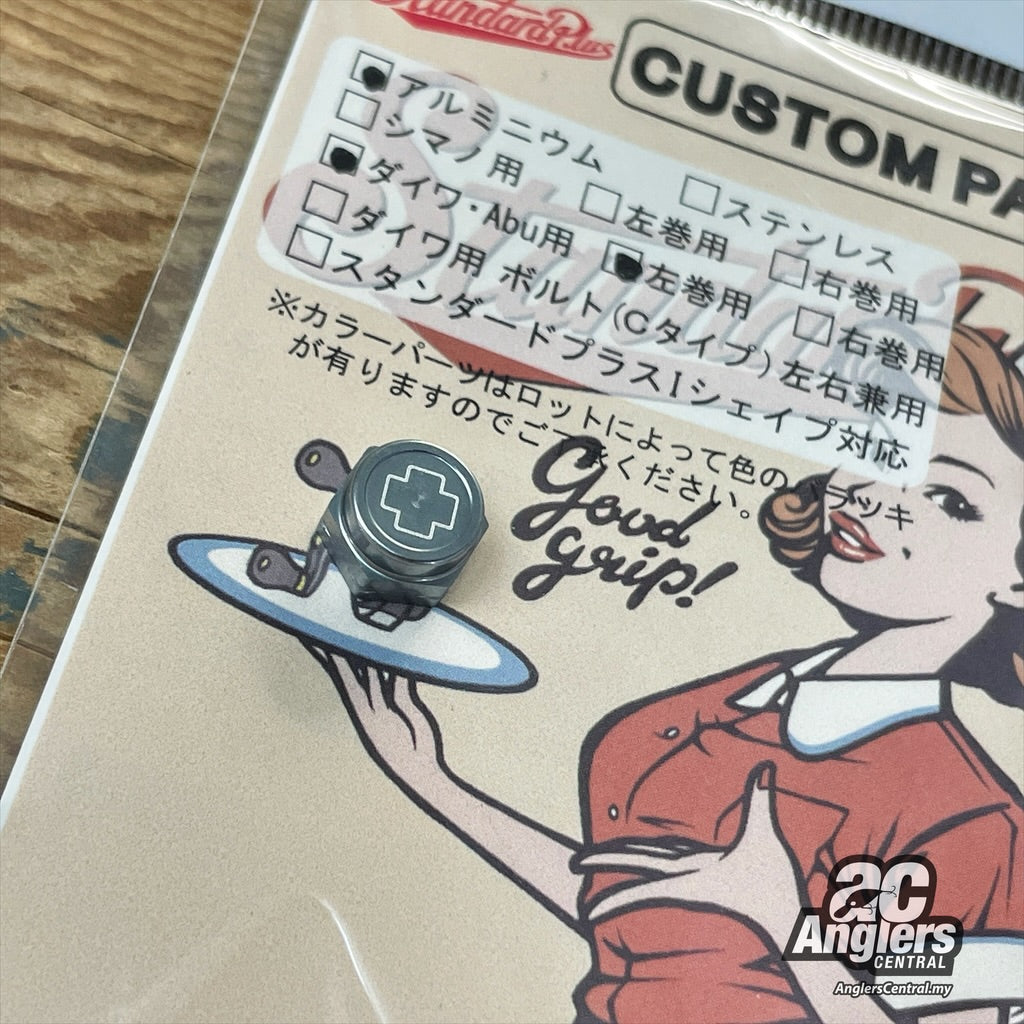 Standard Plus
CUSTOM PA
□アルミニウム □ステンレス
□シマノ用 □左巻用 □右巻用
□ダイワ・Abu用 □左巻用 □右巻用
□ダイワ用 ボルト(Cタイプ)左右兼用
□スタンダードプラスIシェイプ対応
※カラーパーツはロットによって色のバラツキ
が有りますのでご了承ください。
Good
grip!
ac
Anglers
CENTRAL
AnglersCentral.my